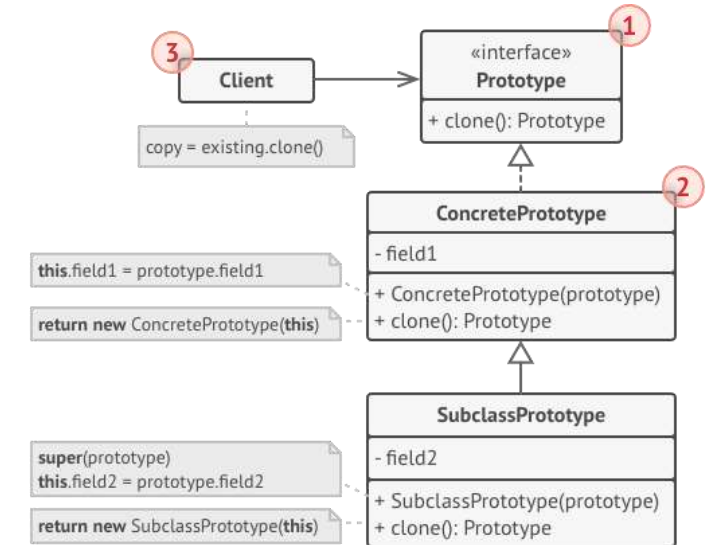 1
«interface»
Prototype
+ clone(): Prototype
3
Client
copy = existing.clone()
2
ConcretePrototype
- field1
+ ConcretePrototype(prototype)
+ clone(): Prototype
this.field1 = prototype.field1
return new ConcretePrototype(this)
SubclassPrototype
- field2
+ SubclassPrototype(prototype)
+ clone(): Prototype
super(prototype)
this.field2 = prototype.field2
return new SubclassPrototype(this)